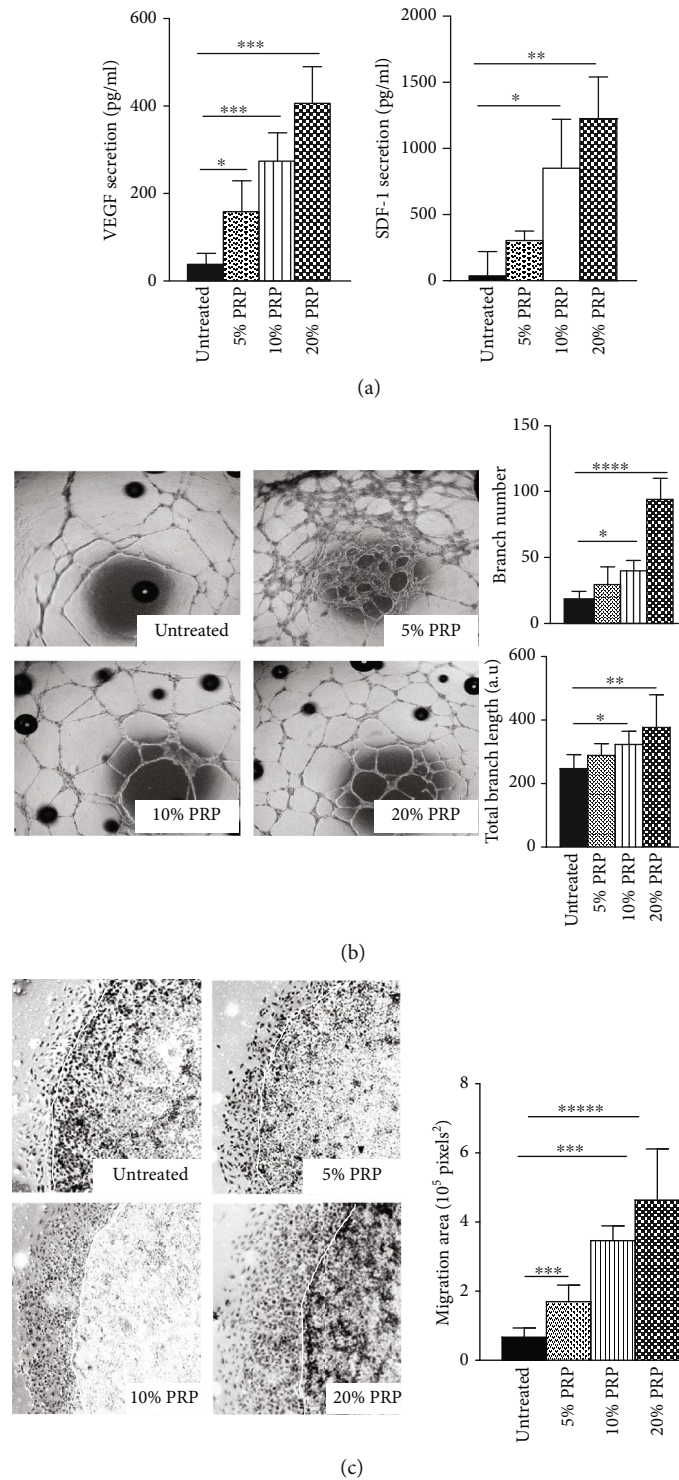 VEGF secretion (pg/ml)
600
400
200
0
***
***
*
Untreated
5% PRP
10% PRP
20% PRP
SDF-1 secretion (pg/ml)
2000
1500
1000
500
0
**
*
Untreated
5% PRP
10% PRP
20% PRP
(a)
Untreated
5% PRP
10% PRP
20% PRP
Branch number
150
100
50
0
****
*
Total branch length (a.u)
600
400
200
0
**
*
Untreated
5% PRP
10% PRP
20% PRP
(b)
Untreated
5% PRP
10% PRP
20% PRP
Migration area (10⁵ pixels²)
8
6
4
2
0
*****
***
***
Untreated
5% PRP
10% PRP
20% PRP
(c)